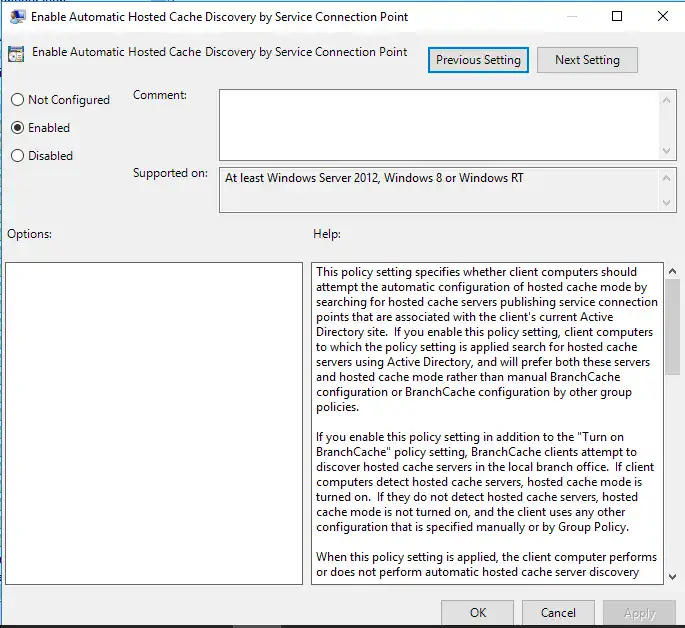 Enable Automatic Hosted Cache Discovery by Service Connection Point
Enable Automatic Hosted Cache Discovery by Service Connection Point
Previous Setting
Next Setting
Not Configured
Enabled
Disabled
Comment:
Supported on:
At least Windows Server 2012, Windows 8 or Windows RT
Options:
Help:
This policy setting specifies whether client computers should
attempt the automatic configuration of hosted cache mode by
searching for hosted cache servers publishing service connection
points that are associated with the client's current Active
Directory site.  If you enable this policy setting, client computers
to which the policy setting is applied search for hosted cache
servers using Active Directory, and will prefer both these servers
and hosted cache mode rather than manual BranchCache
configuration or BranchCache configuration by other group
policies.
If you enable this policy setting in addition to the "Turn on
BranchCache" policy setting, BranchCache clients attempt to
discover hosted cache servers in the local branch office.  If client
computers detect hosted cache servers, hosted cache mode is
turned on.  If they do not detect hosted cache servers, hosted
cache mode is not turned on, and the client uses any other
configuration that is specified manually or by Group Policy.
When this policy setting is applied, the client computer performs
or does not perform automatic hosted cache server discovery
OK
Cancel
Apply